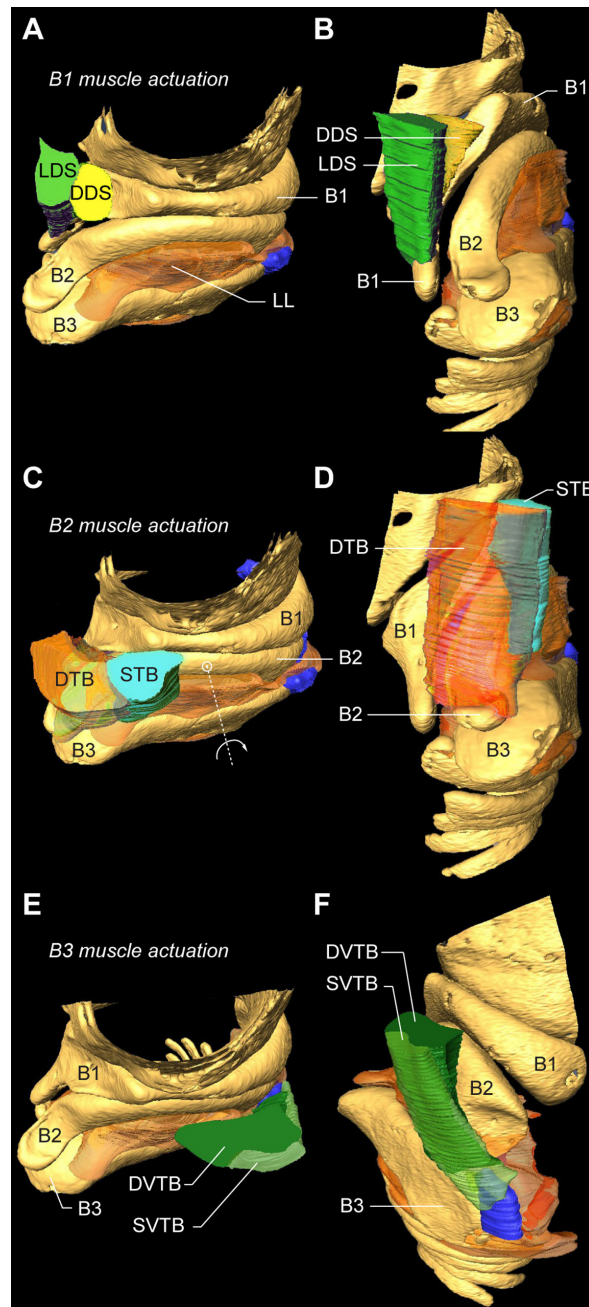 A
B1 muscle actuation
LDS
DDS
B1
B2
LL
B3
B
B1
DDS
LDS
B2
B1
B3
C
B2 muscle actuation
B1
B2
DTB
STB
B3
D
STB
DTB
B1
B2
B3
E
B3 muscle actuation
B1
B2
DVTB
B3
SVTB
F
DVTB
SVTB
B1
B2
B3